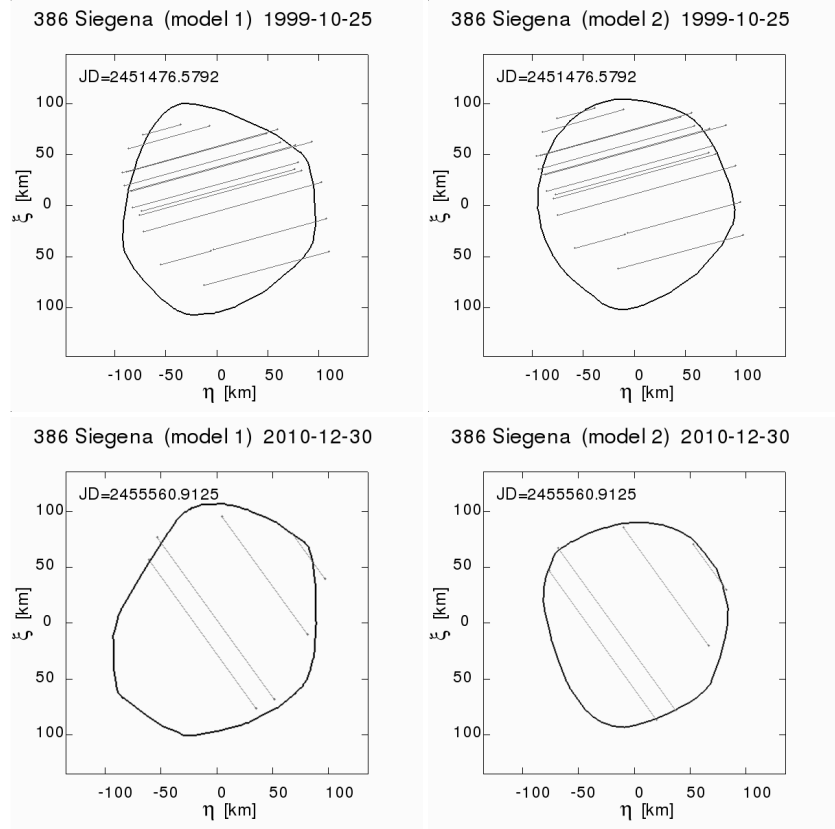 386 Siegena (model 1) 1999-10-25
JD=2451476.5792
100
50
0
50
100
ξ [km]
-100 -50 0 50 100
η [km]
386 Siegena (model 2) 1999-10-25
JD=2451476.5792
100
50
0
50
100
ξ [km]
-100 -50 0 50 100
η [km]
386 Siegena (model 1) 2010-12-30
JD=2455560.9125
100
50
0
50
100
ξ [km]
-100 -50 0 50 100
η [km]
386 Siegena (model 2) 2010-12-30
JD=2455560.9125
100
50
0
50
100
ξ [km]
-100 -50 0 50 100
η [km]